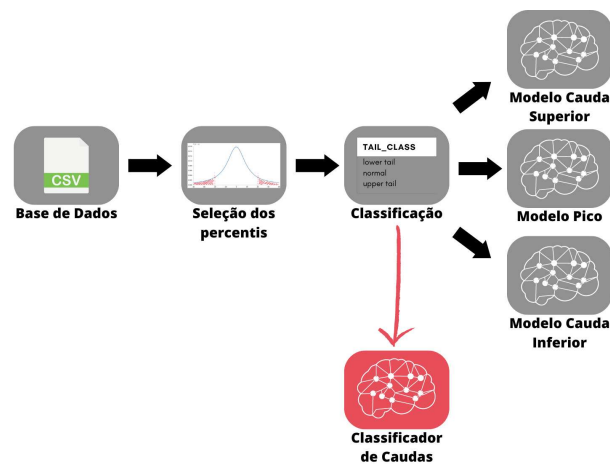 CSV
Base de Dados
Seleção dos
percentis
TAIL_CLASS
lower tail
normal
upper tail
Classificação
Modelo Cauda
Superior
Modelo Pico
Modelo Cauda
Inferior
Classificador
de Caudas